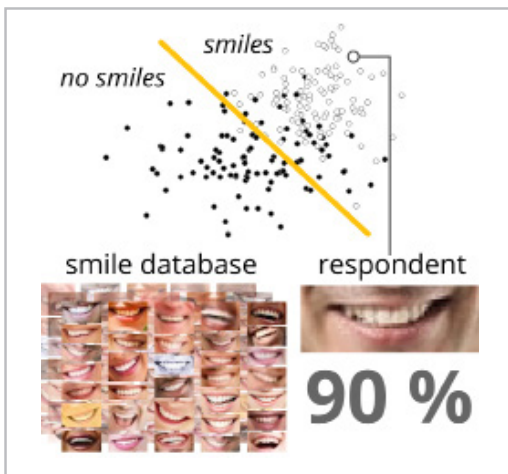 smiles
no smiles
smile database
respondent
90 %